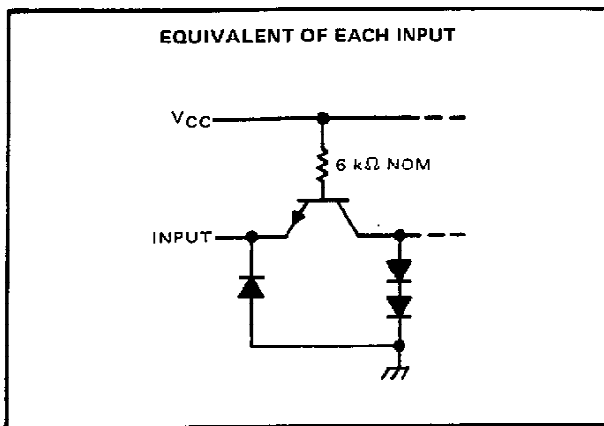 EQUIVALENT OF EACH INPUT
VCC
6 kΩ NOM
INPUT